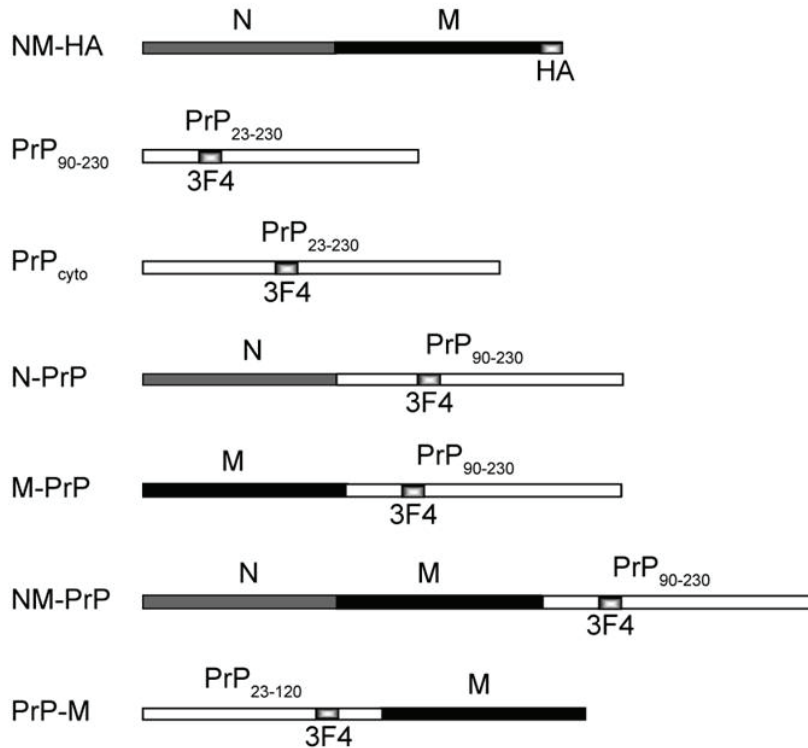 N M
NM-HA
HA
PrP23-230
PrP90-230
3F4
PrP23-230
PrPcyto
3F4
N PrP90-230
N-PrP
3F4
M PrP90-230
M-PrP
3F4
N M PrP90-230
NM-PrP
3F4
PrP23-120 M
PrP-M
3F4